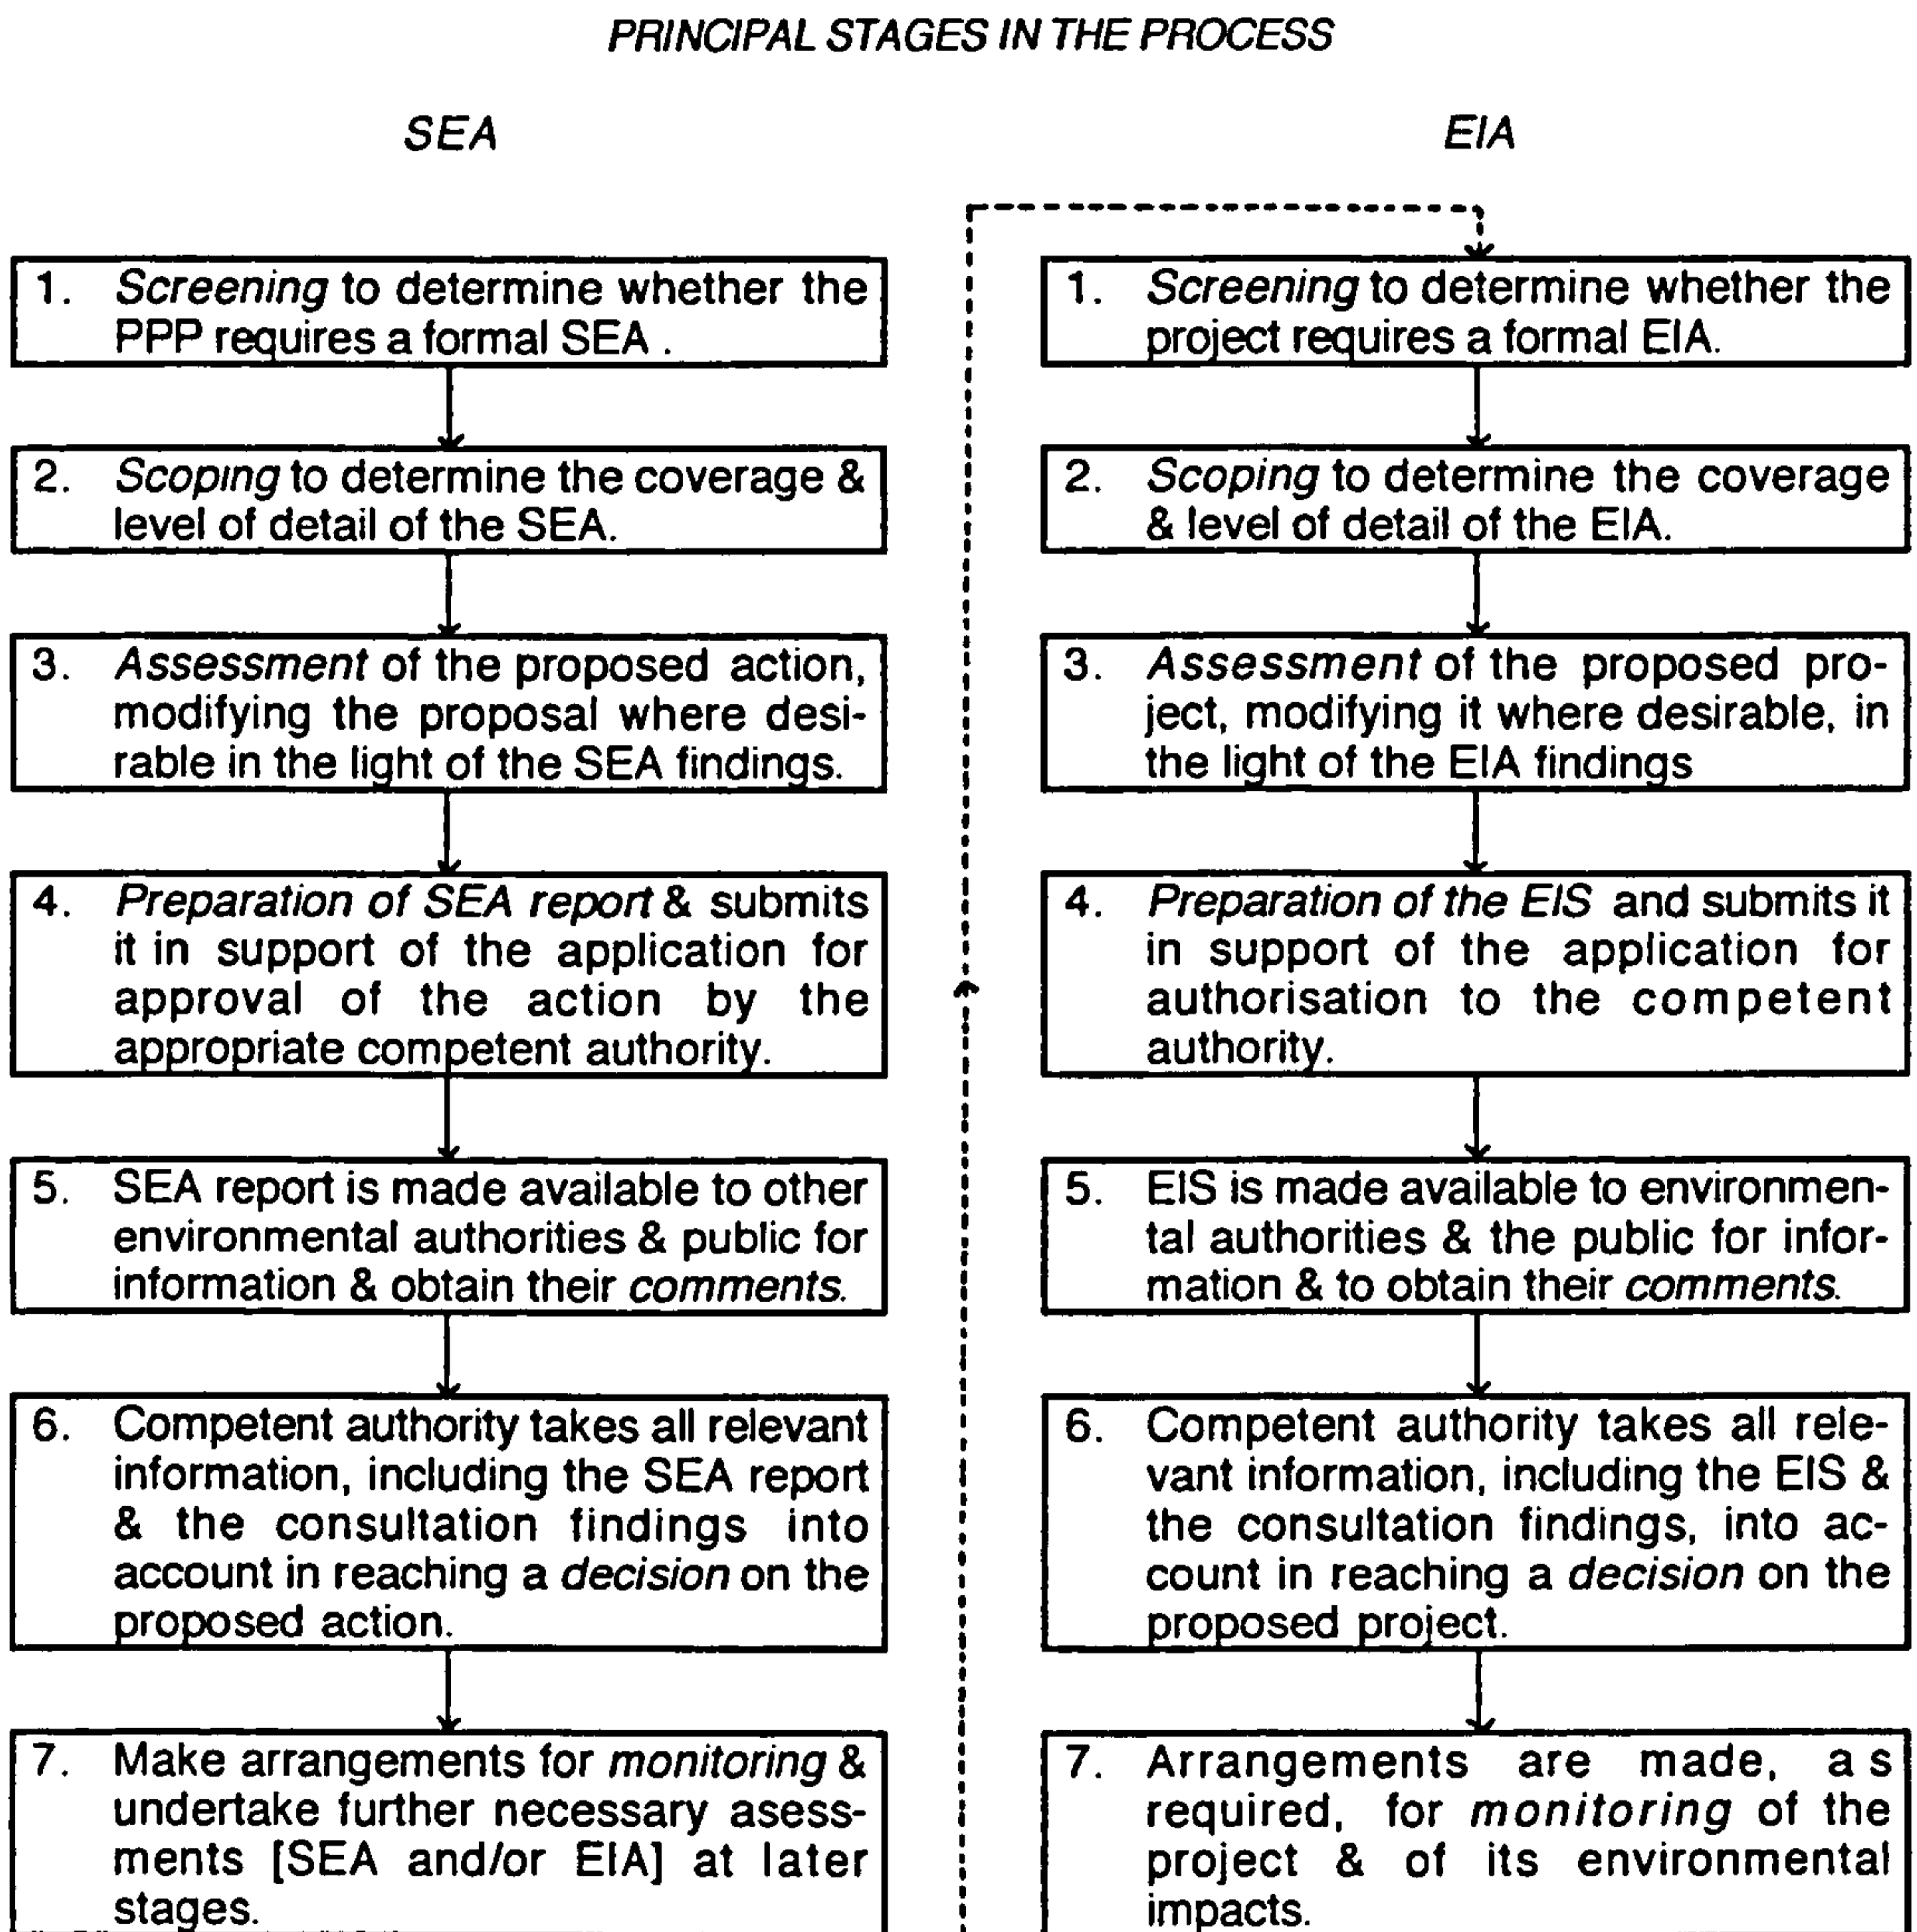 PRINCIPAL STAGES IN THE PROCESS
SEA
1. Screening to determine whether the
PPP requires a formal SEA .
2. Scoping to determine the coverage &
level of detail of the SEA.
3. Assessment of the proposed action,
modifying the proposal where desi-
rable in the light of the SEA findings.
4. Preparation of SEA report & submits
it in support of the application for
approval of the action by the
appropriate competent authority.
5. SEA report is made available to other
environmental authorities & public for
information & obtain their comments.
6. Competent authority takes all relevant
information, including the SEA report
& the consultation findings into
account in reaching a decision on the
proposed action.
7. Make arrangements for monitoring &
undertake further necessary asess-
ments [SEA and/or EIA] at later
stages.
EIA
1. Screening to determine whether the
project requires a formal EIA.
2. Scoping to determine the coverage
& level of detail of the EIA.
3. Assessment of the proposed pro-
ject, modifying it where desirable, in
the light of the EIA findings
4. Preparation of the EIS and submits it
in support of the application for
authorisation to the competent
authority.
5. EIS is made available to environmen-
tal authorities & the public for infor-
mation & to obtain their comments.
6. Competent authority takes all rele-
vant information, including the EIS &
the consultation findings, into ac-
count in reaching a decision on the
proposed project.
7. Arrangements are made, as
required, for monitoring of the
project & of its environmental
impacts.